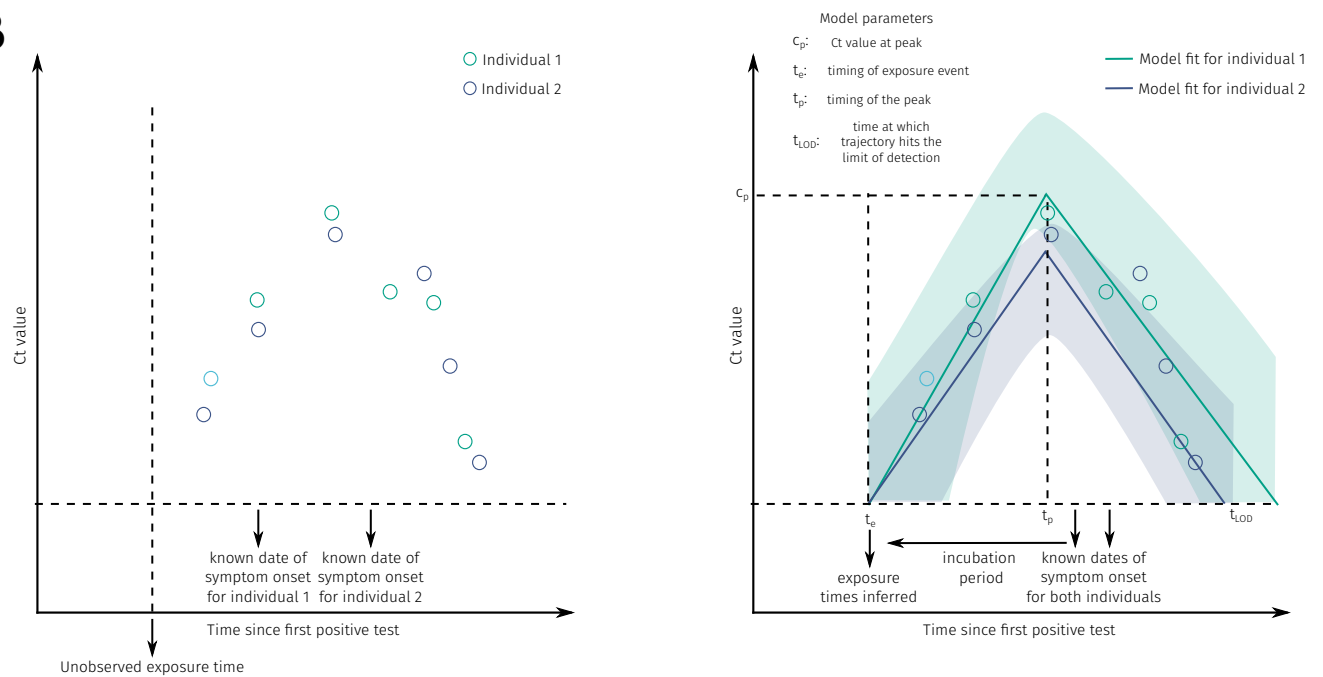 Individual 1
Individual 2
Ct value
known date of
symptom onset
for individual 1
known date of
symptom onset
for individual 2
Time since first positive test
Unobserved exposure time
Model parameters
cp: Ct value at peak
te: timing of exposure event
tp: timing of the peak
tLOD: time at which
trajectory hits the
limit of detection
Model fit for individual 1
Model fit for individual 2
cp
Ct value
te
tp
tLOD
exposure
times inferred
incubation
period
known dates of
symptom onset
for both individuals
Time since first positive test